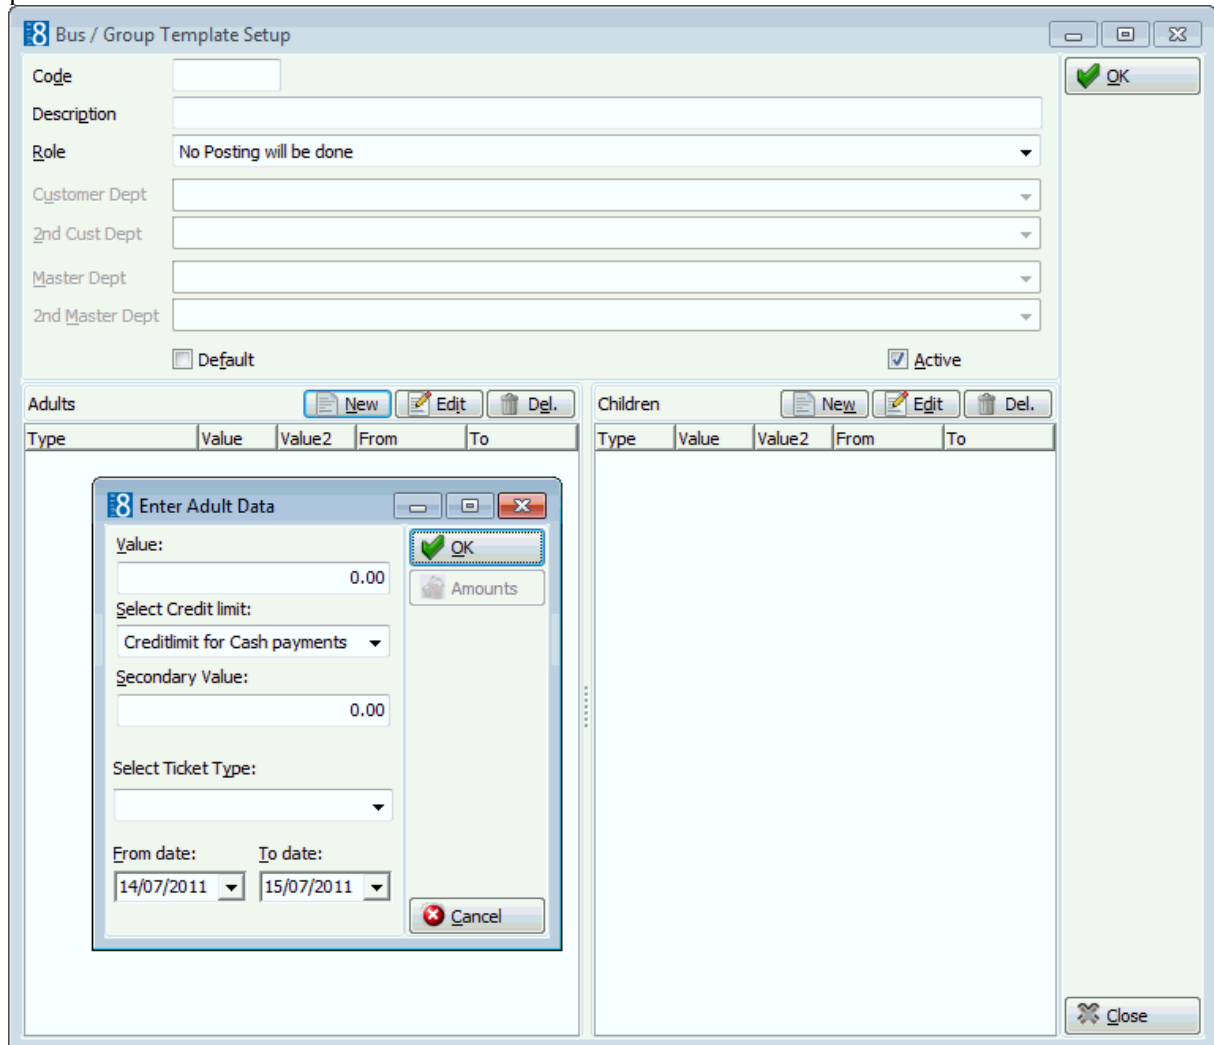 8 Bus / Group Template Setup
Code
OK
Description
Role No Posting will be done
Customer Dept
2nd Cust Dept
Master Dept
2nd Master Dept
Default Active
Adults New Edit Del.
Type Value Value2 From To
Children New Edit Del.
Type Value Value2 From To
8 Enter Adult Data
Value:
0.00
Select Credit limit:
Creditlimit for Cash payments
Secondary Value:
0.00
Select Ticket Type:
From date: To date:
14/07/2011 15/07/2011
OK
Amounts
Cancel
Close